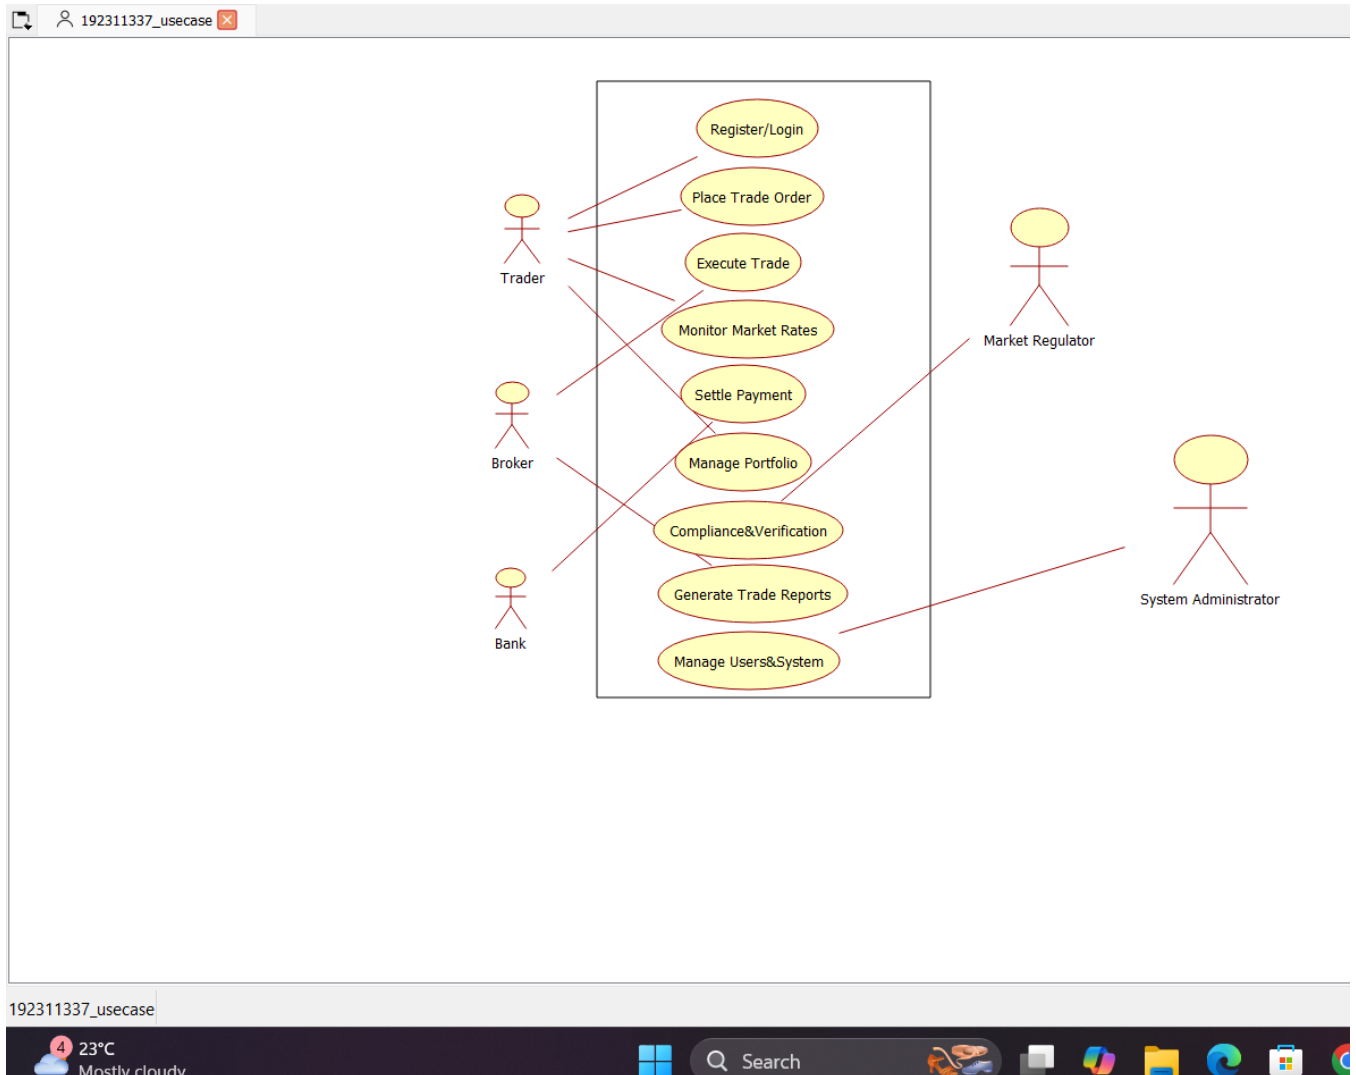 192311337_usecase
Register/Login
Place Trade Order
Execute Trade
Trader
Monitor Market Rates
Market Regulator
Settle Payment
Broker
Manage Portfolio
Compliance&Verification
Generate Trade Reports
System Administrator
Bank
Manage Users&System
192311337_usecase
4
23°C
Mostly cloudy
Search